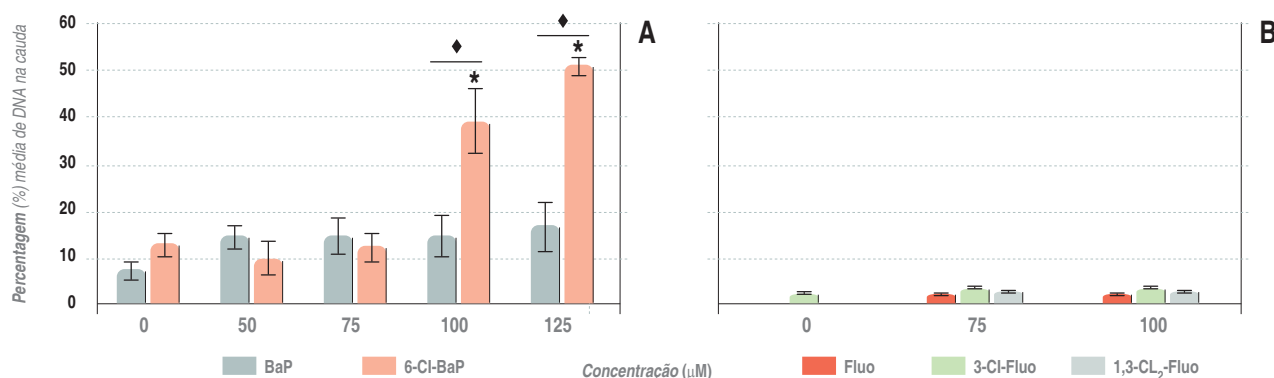 Percentagem (%) média de DNA na cauda
60
50
40
30
20
10
0
A
♦
*
♦
*
0 50 75 100 125
BaP 6-Cl-BaP
Concentração (µM)
B
0 75 100
Fluo 3-Cl-Fluo 1,3-CL₂-Fluo